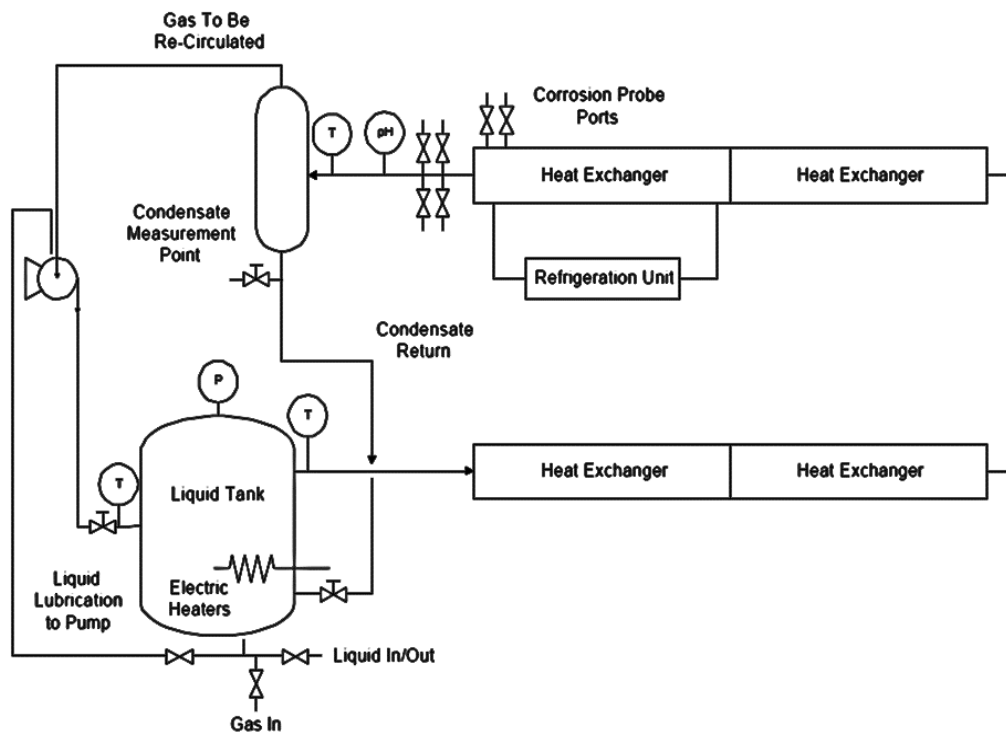 Gas To Be
Re-Circulated
Corrosion Probe
Ports
T
pH
Heat Exchanger
Heat Exchanger
Condensate
Measurement
Point
Refrigeration Unit
Condensate
Return
P
T
T
Liquid Tank
Heat Exchanger
Heat Exchanger
Liquid
Lubrication
to Pump
Electric
Heaters
Liquid In/Out
Gas In